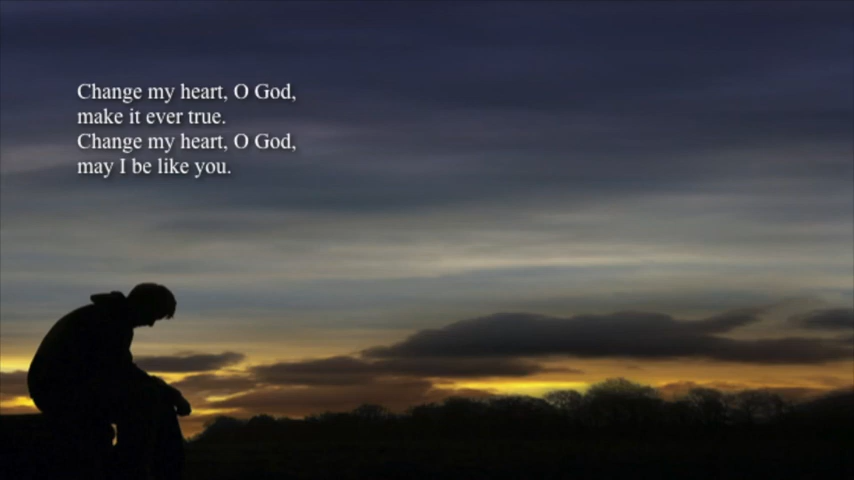 Change my heart, O God,
make it ever true.
Change my heart, O God,
may I be like you.